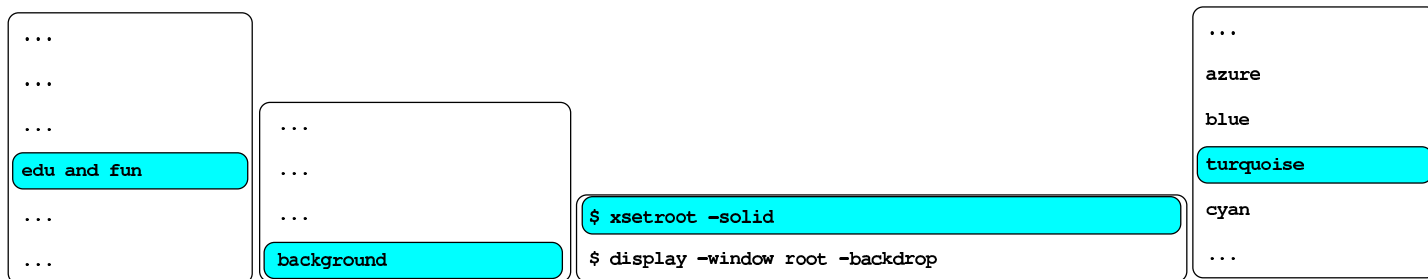 ...
...
...
edu and fun
...
...
...
...
...
background
$ xsetroot -solid
$ display -window root -backdrop
...
azure
blue
turquoise
cyan
...